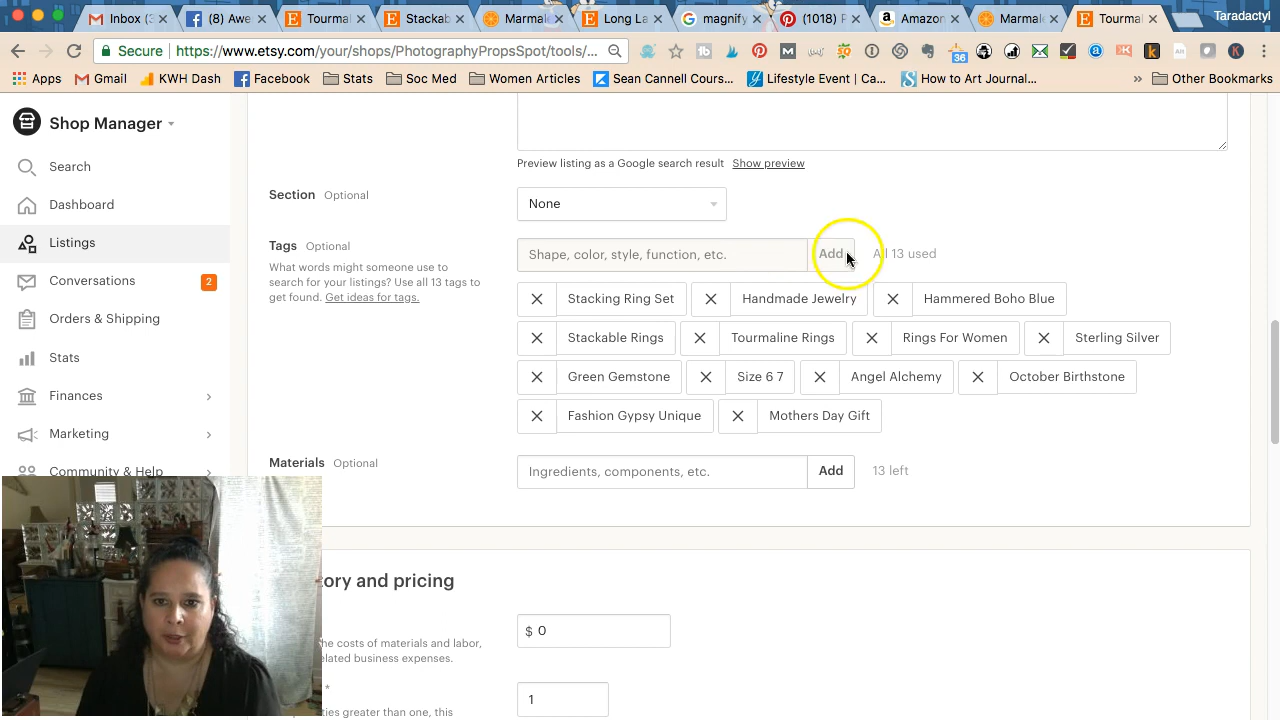 Inbox (3
(8) Awe
Tourmal
Stackab
Marmal
Long La
magnify
(1018) P
Amazon
Marmal
Tourmal
Taradactyl
Secure
https://www.etsy.com/your/shops/PhotographyPropsSpot/tools/...
36
Apps
Gmail
KWH Dash
Facebook
Stats
Soc Med
Women Articles
Sean Cannell Cours...
Lifestyle Event | Ca...
How to Art Journal...
» Other Bookmarks
Shop Manager
Search
Dashboard
Listings
Conversations 2
Orders & Shipping
Stats
Finances
Marketing
Community & Help
Preview listing as a Google search result Show preview
Section Optional
None
Tags Optional
What words might someone use to
search for your listings? Use all 13 tags to
get found. Get ideas for tags.
Shape, color, style, function, etc. Add All 13 used
Stacking Ring Set Handmade Jewelry Hammered Boho Blue
Stackable Rings Tourmaline Rings Rings For Women Sterling Silver
Green Gemstone Size 6 7 Angel Alchemy October Birthstone
Fashion Gypsy Unique Mothers Day Gift
Materials Optional
Ingredients, components, etc. Add 13 left
tory and pricing
$ 0
he costs of materials and labor,
elated business expenses.
*
1
ities greater than one, this